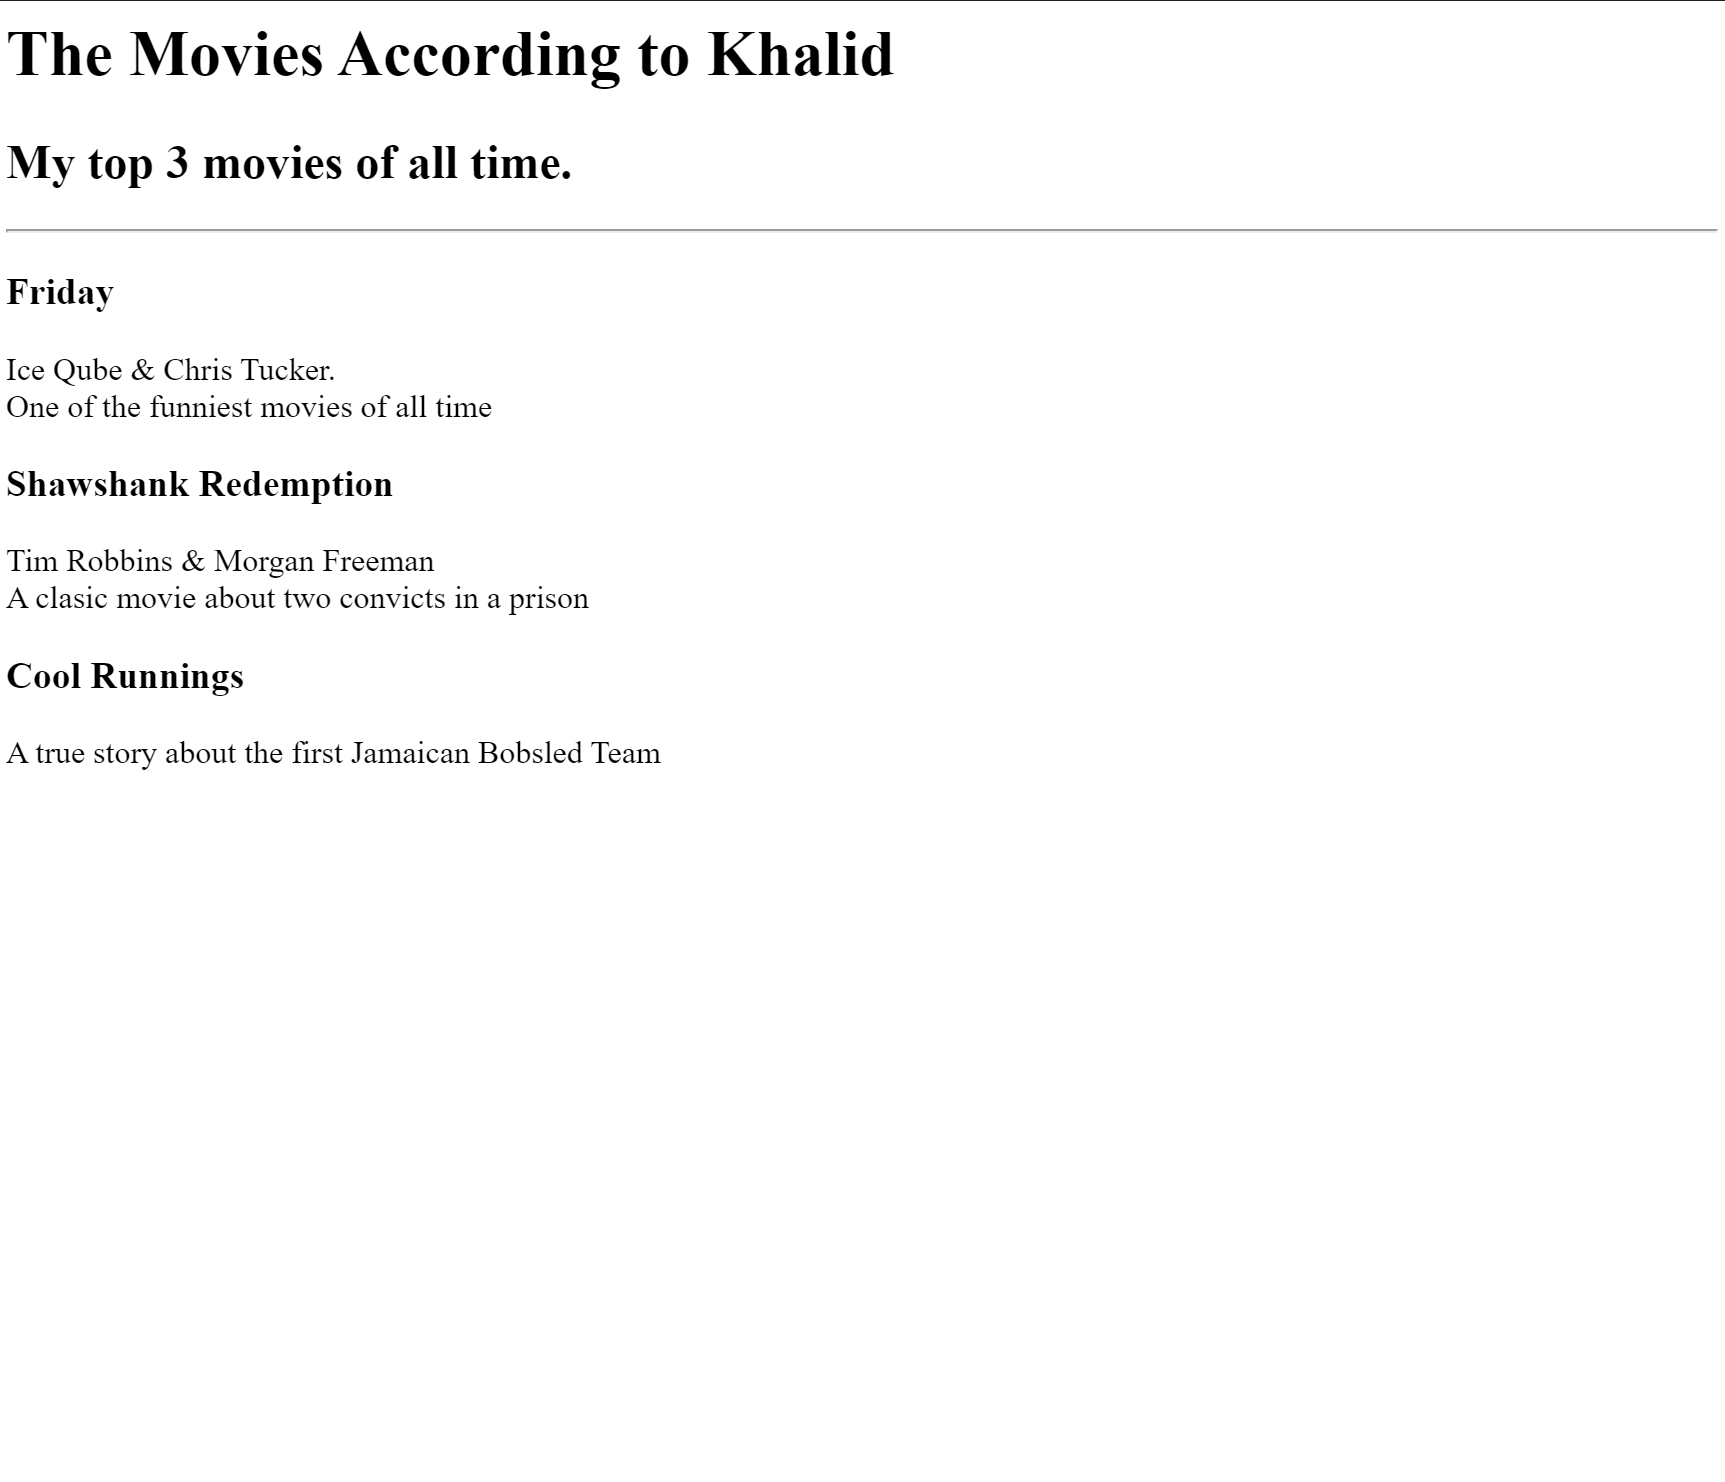 The Movies According to Khalid
My top 3 movies of all time.
Friday
Ice Qube & Chris Tucker.
One of the funniest movies of all time
Shawshank Redemption
Tim Robbins & Morgan Freeman
A clasic movie about two convicts in a prison
Cool Runnings
A true story about the first Jamaican Bobsled Team